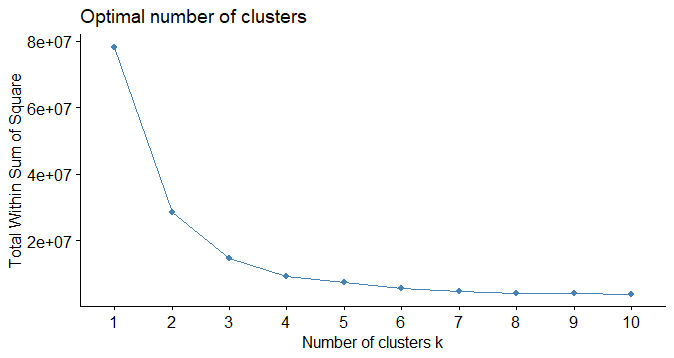 Optimal number of clusters
Total Within Sum of Square
8e+07
6e+07
4e+07
2e+07
1 2 3 4 5 6 7 8 9 10
Number of clusters k